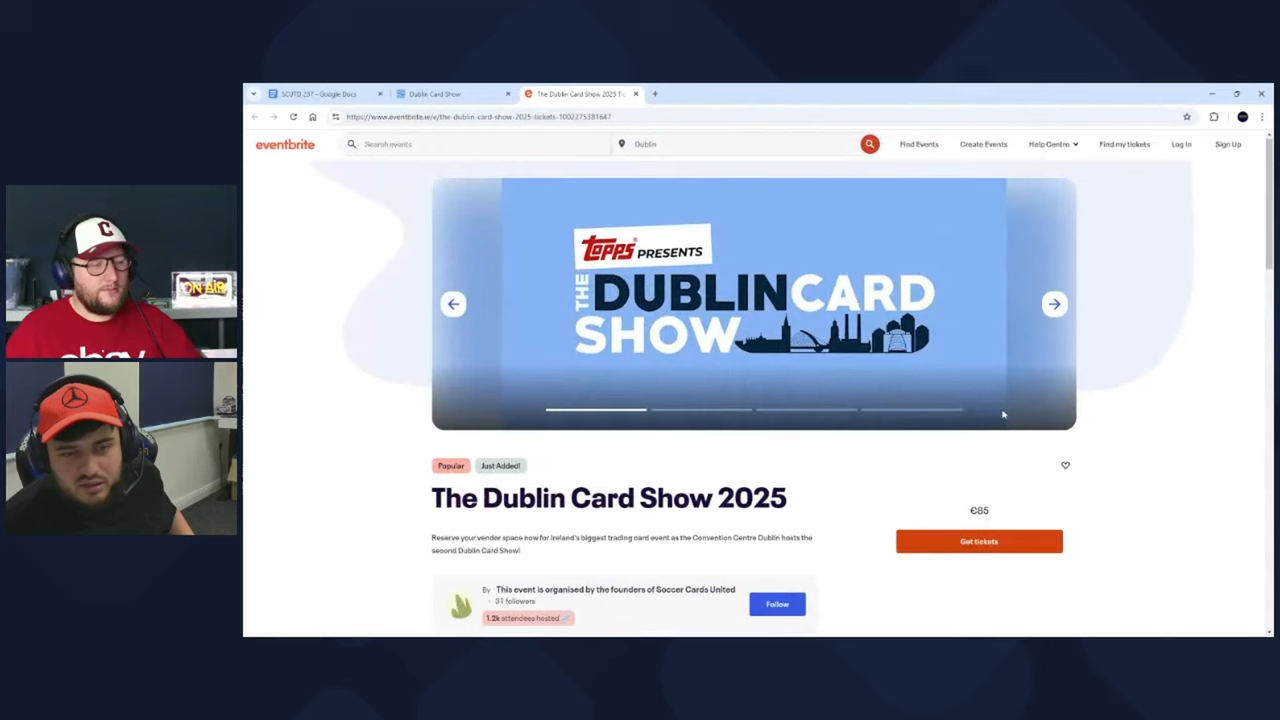 SCUTD 237 - Google Docs
Dublin Card Show
The Dublin Card Show 2025 T
https://www.eventbrite.ie/e/the-dublin-card-show-2025-tickets-1002275381647
eventbrite
Search events
Dublin
Find Events
Create Events
Help Centre
Find my tickets
Log In
Sign Up
Topps PRESENTS
THE DUBLIN CARD
SHOW
C
ON AIR
ebay
Popular
Just Added!
The Dublin Card Show 2025
€85
Reserve your vendor space now for Ireland's biggest trading card event as the Convention Centre Dublin hosts the
second Dublin Card Show!
Get tickets
By This event is organised by the founders of Soccer Cards United
· 31 followers
1.2k attendees hosted
Follow